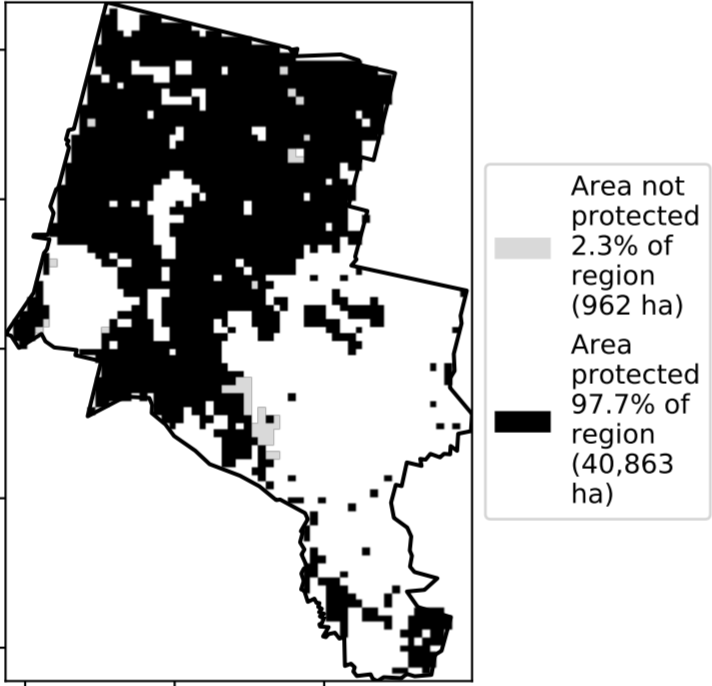 Area not
protected
2.3% of
region
(962 ha)
Area
protected
97.7% of
region
(40,863
ha)